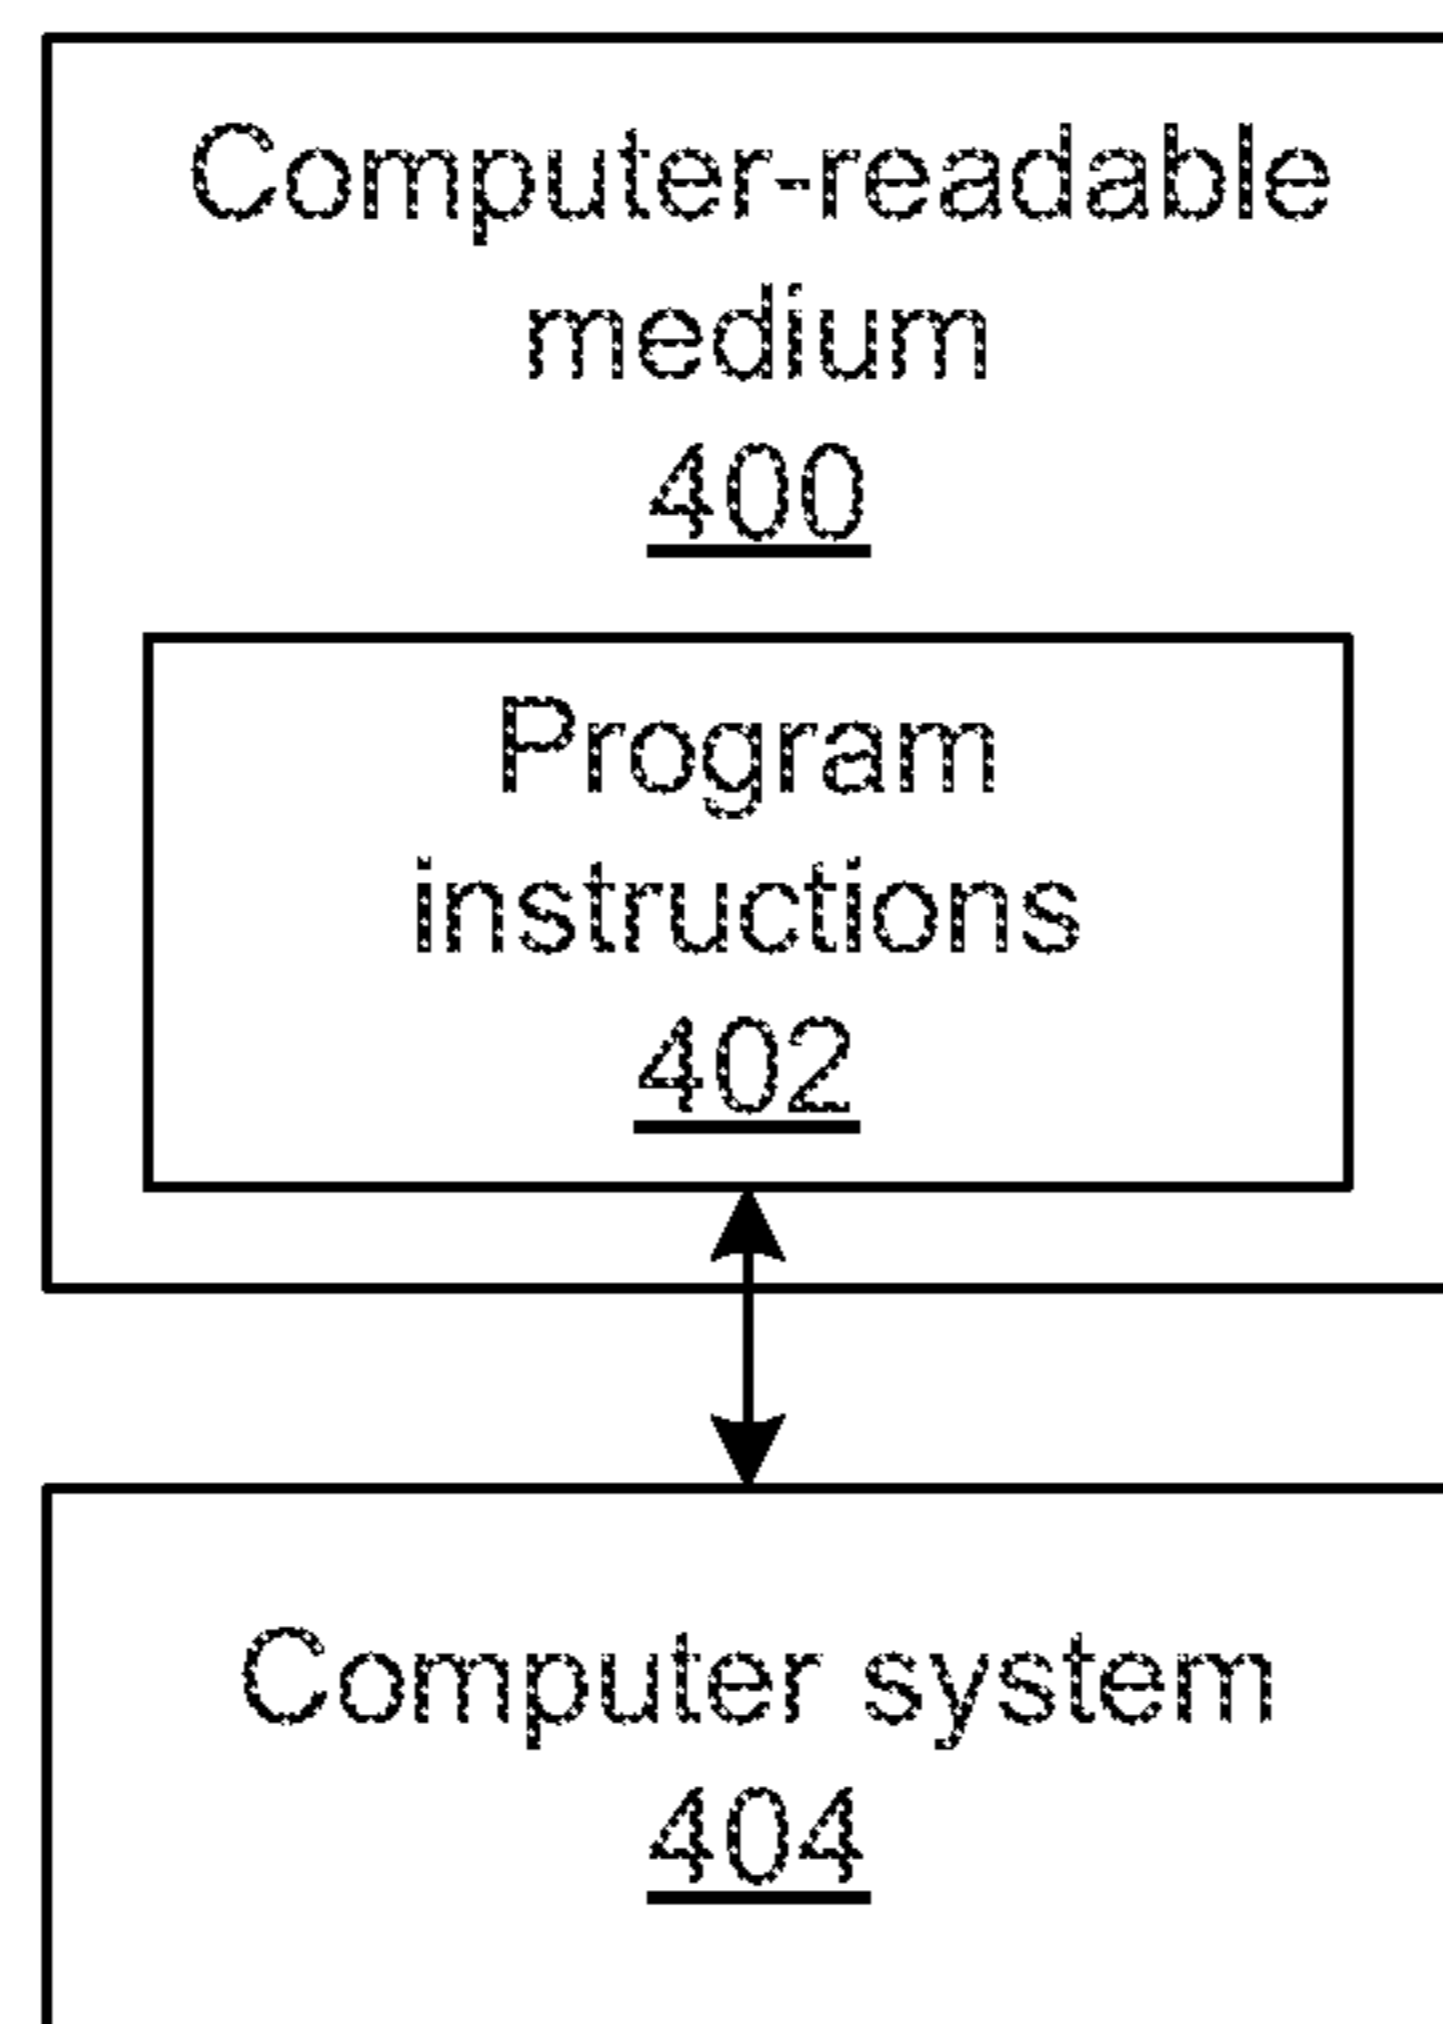 Computer-readable
medium
400
Program
instructions
402
Computer system
404